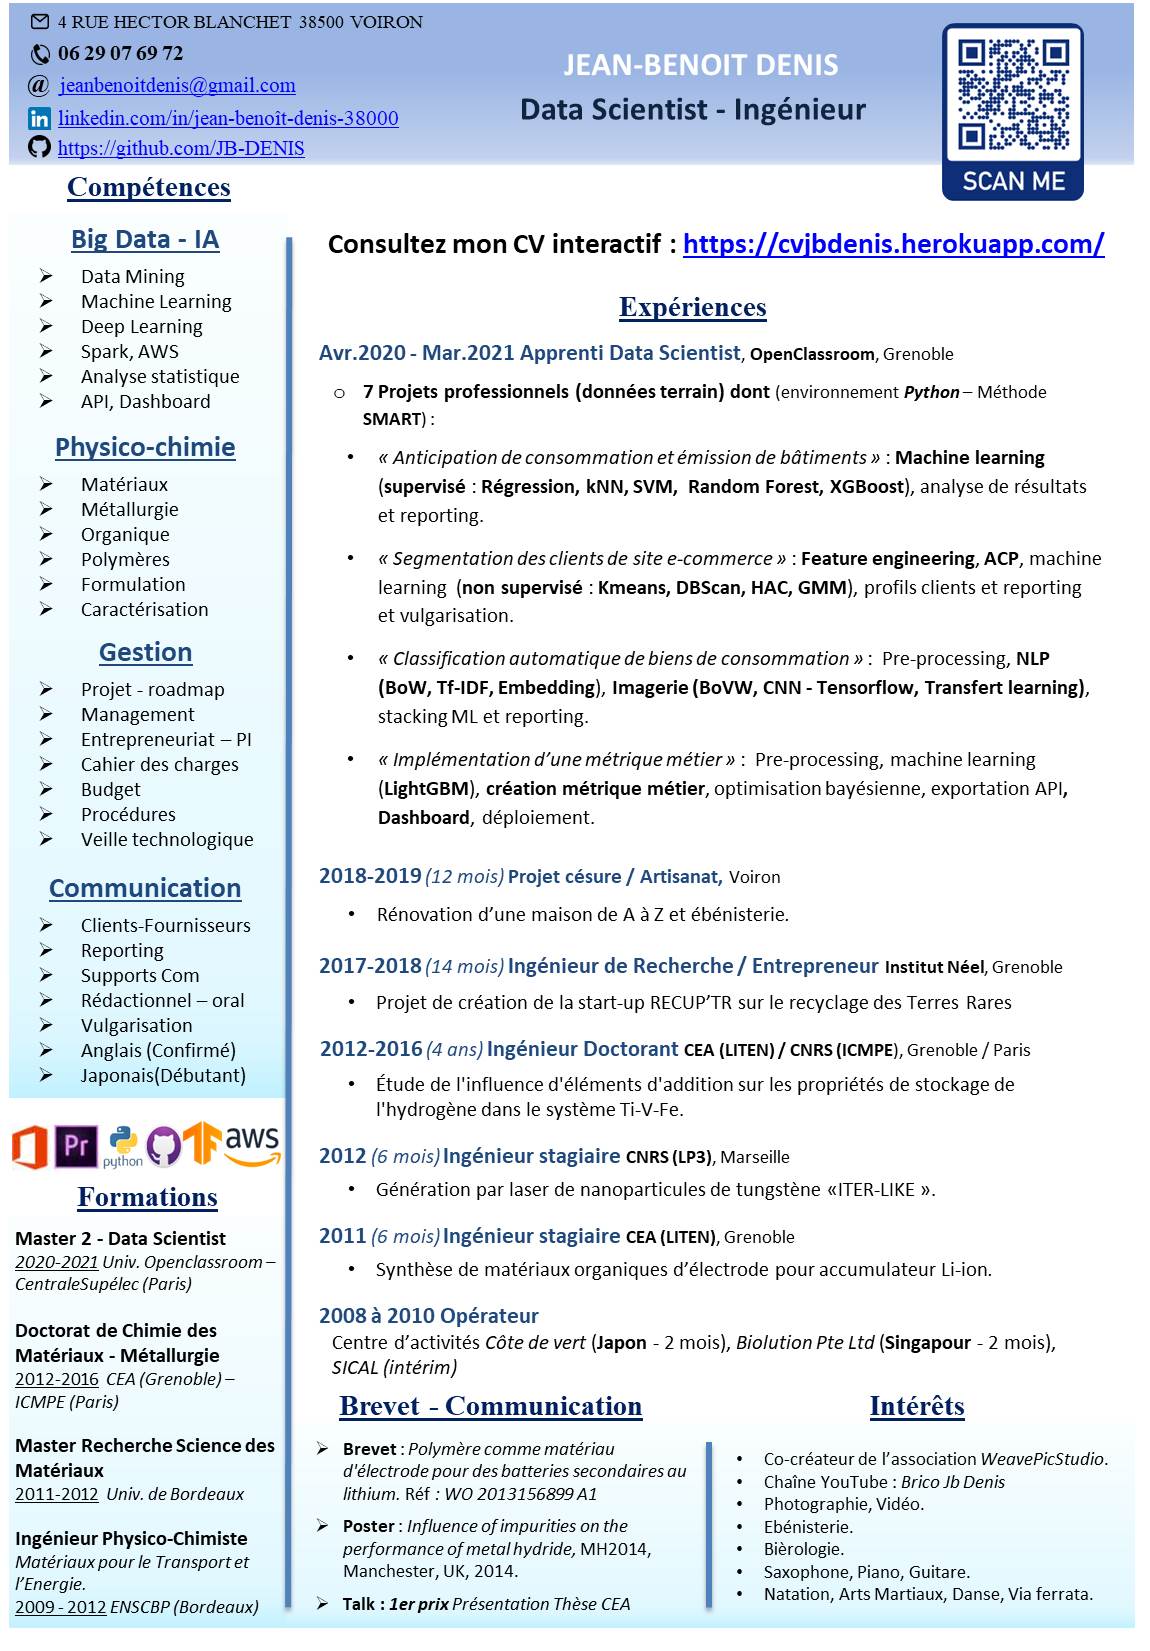 4 RUE HECTOR BLANCHET 38500 VOIRON
06 29 07 69 72
jeanbenoitdenis@gmail.com
linkedin.com/in/jean-benoît-denis-38000
https://github.com/JB-DENIS
JEAN-BENOIT DENIS
Data Scientist - Ingénieur
SCAN ME
Compétences
Big Data - IA
Data Mining
Machine Learning
Deep Learning
Spark, AWS
Analyse statistique
API, Dashboard
Physico-chimie
Matériaux
Métallurgie
Organique
Polymères
Formulation
Caractérisation
Gestion
Projet - roadmap
Management
Entrepreneuriat – PI
Cahier des charges
Budget
Procédures
Veille technologique
Communication
Clients-Fournisseurs
Reporting
Supports Com
Rédactionnel – oral
Vulgarisation
Anglais (Confirmé)
Japonais(Débutant)
Pr
python
aws
Formations
Master 2 - Data Scientist
2020-2021 Univ. Openclassroom –
CentraleSupélec (Paris)
Doctorat de Chimie des
Matériaux - Métallurgie
2012-2016 CEA (Grenoble) –
ICMPE (Paris)
Master Recherche Science des
Matériaux
2011-2012 Univ. de Bordeaux
Ingénieur Physico-Chimiste
Matériaux pour le Transport et
l’Energie.
2009 - 2012 ENSCBP (Bordeaux)
Consultez mon CV interactif : https://cvjbdenis.herokuapp.com/
Expériences
Avr.2020 - Mar.2021 Apprenti Data Scientist, OpenClassroom, Grenoble
o 7 Projets professionnels (données terrain) dont (environnement Python – Méthode
SMART) :
• « Anticipation de consommation et émission de bâtiments » : Machine learning
(supervisé : Régression, kNN, SVM, Random Forest, XGBoost), analyse de résultats
et reporting.
• « Segmentation des clients de site e-commerce » : Feature engineering, ACP, machine
learning (non supervisé : Kmeans, DBScan, HAC, GMM), profils clients et reporting
et vulgarisation.
• « Classification automatique de biens de consommation » : Pre-processing, NLP
(BoW, Tf-IDF, Embedding), Imagerie (BoVW, CNN - Tensorflow, Transfert learning),
stacking ML et reporting.
• « Implémentation d’une métrique métier » : Pre-processing, machine learning
(LightGBM), création métrique métier, optimisation bayésienne, exportation API,
Dashboard, déploiement.
2018-2019 (12 mois) Projet césure / Artisanat, Voiron
• Rénovation d’une maison de A à Z et ébénisterie.
2017-2018 (14 mois) Ingénieur de Recherche / Entrepreneur Institut Néel, Grenoble
• Projet de création de la start-up RECUP’TR sur le recyclage des Terres Rares
2012-2016 (4 ans) Ingénieur Doctorant CEA (LITEN) / CNRS (ICMPE), Grenoble / Paris
• Étude de l'influence d'éléments d'addition sur les propriétés de stockage de
l'hydrogène dans le système Ti-V-Fe.
2012 (6 mois) Ingénieur stagiaire CNRS (LP3), Marseille
• Génération par laser de nanoparticules de tungstène «ITER-LIKE ».
2011 (6 mois) Ingénieur stagiaire CEA (LITEN), Grenoble
• Synthèse de matériaux organiques d’électrode pour accumulateur Li-ion.
2008 à 2010 Opérateur
Centre d’activités Côte de vert (Japon - 2 mois), Biolution Pte Ltd (Singapour - 2 mois),
SICAL (intérim)
Brevet - Communication
Brevet : Polymère comme matériau
d'électrode pour des batteries secondaires au
lithium. Réf : WO 2013156899 A1
Poster : Influence of impurities on the
performance of metal hydride, MH2014,
Manchester, UK, 2014.
Talk : 1er prix Présentation Thèse CEA
Intérêts
• Co-créateur de l’association WeavePicStudio.
• Chaîne YouTube : Brico Jb Denis
• Photographie, Vidéo.
• Ebénisterie.
• Bièrologie.
• Saxophone, Piano, Guitare.
• Natation, Arts Martiaux, Danse, Via ferrata.